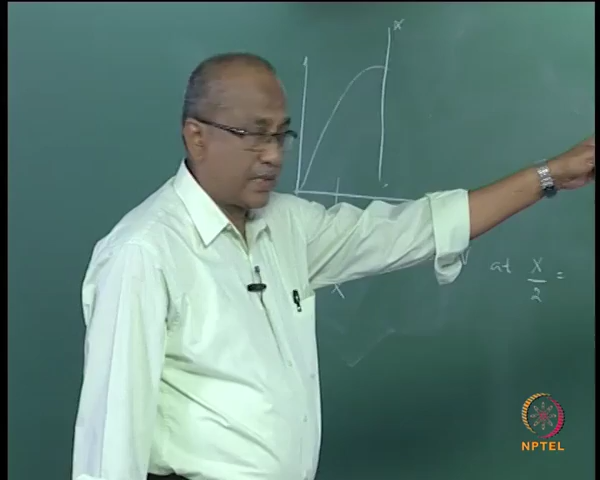 x
at X/2 =
X
NPTEL